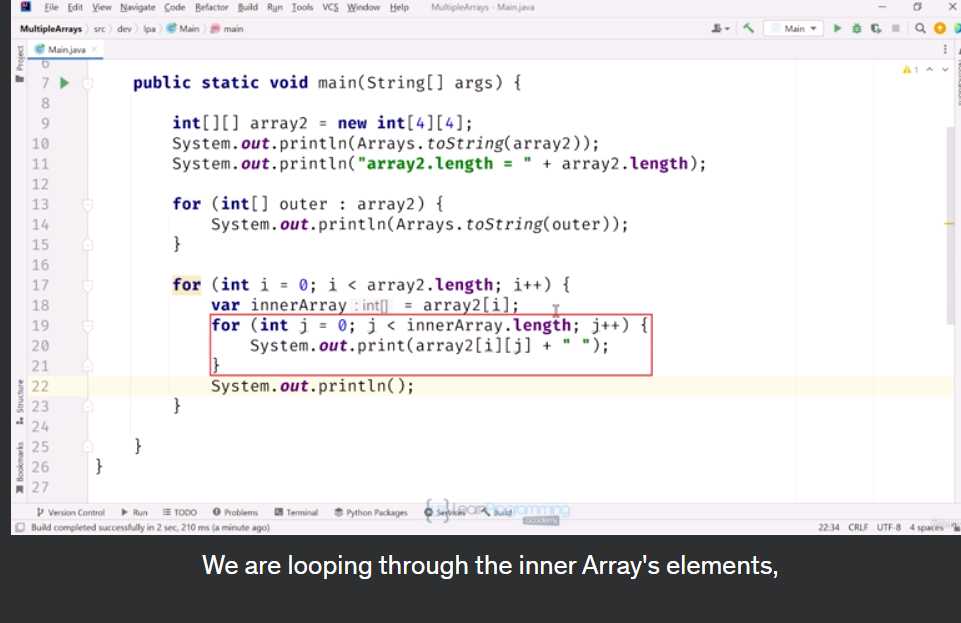 File Edit View Navigate Code Refactor Build Run Tools VCS Window Help MultipleArrays - Main.java
MultipleArrays src dev lpa Main main Main
Project
Main.java
6
7 public static void main(String[] args) {
1
8
9 int[][] array2 = new int[4][4];
10 System.out.println(Arrays.toString(array2));
11 System.out.println("array2.length = " + array2.length);
12
13 for (int[] outer : array2) {
14 System.out.println(Arrays.toString(outer));
15 }
16
17 for (int i = 0; i < array2.length; i++) {
18 var innerArray : int[] = array2[i];
19 for (int j = 0; j < innerArray.length; j++) {
20 System.out.print(array2[i][j] + " ");
21 }
22 System.out.println();
23 }
24
25 }
26 }
27
Structure
Bookmarks
Version Control Run TODO Problems Terminal Python Packages Services Build
LearnProgramming
academy
Build completed successfully in 2 sec, 210 ms (a minute ago) 22:34 CRLF UTF-8 4 spaces
We are looping through the inner Array's elements,